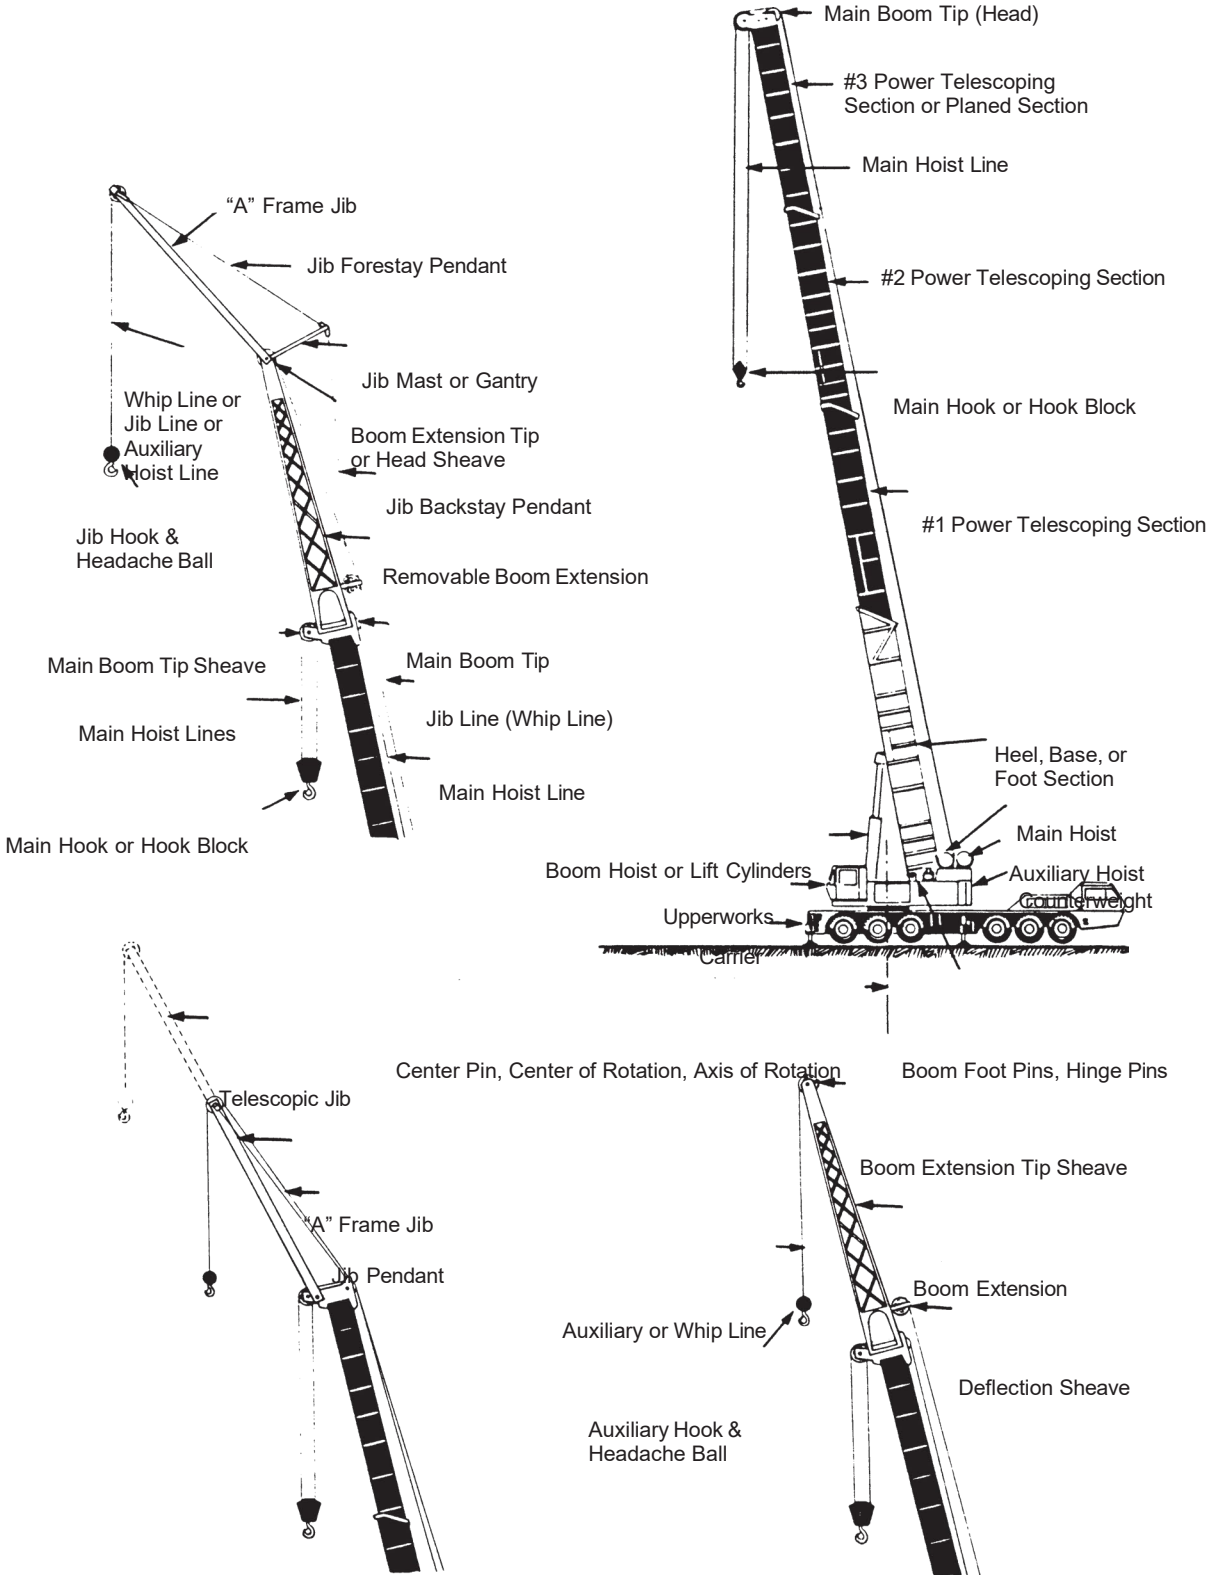 Main Boom Tip (Head)
#3 Power Telescoping
Section or Planed Section
Main Hoist Line
#2 Power Telescoping Section
Main Hook or Hook Block
#1 Power Telescoping Section
Heel, Base, or
Foot Section
Main Hoist
Auxiliary Hoist
Counterweight
Boom Hoist or Lift Cylinders
Upperworks
Carrier
Center Pin, Center of Rotation, Axis of Rotation
Boom Foot Pins, Hinge Pins
“A” Frame Jib
Jib Forestay Pendant
Jib Mast or Gantry
Whip Line or
Jib Line or
Auxiliary
Hoist Line
Boom Extension Tip
or Head Sheave
Jib Backstay Pendant
Jib Hook &
Headache Ball
Removable Boom Extension
Main Boom Tip Sheave
Main Boom Tip
Jib Line (Whip Line)
Main Hoist Lines
Main Hoist Line
Main Hook or Hook Block
Telescopic Jib
“A” Frame Jib
Jib Pendant
Boom Extension Tip Sheave
Boom Extension
Auxiliary or Whip Line
Deflection Sheave
Auxiliary Hook &
Headache Ball